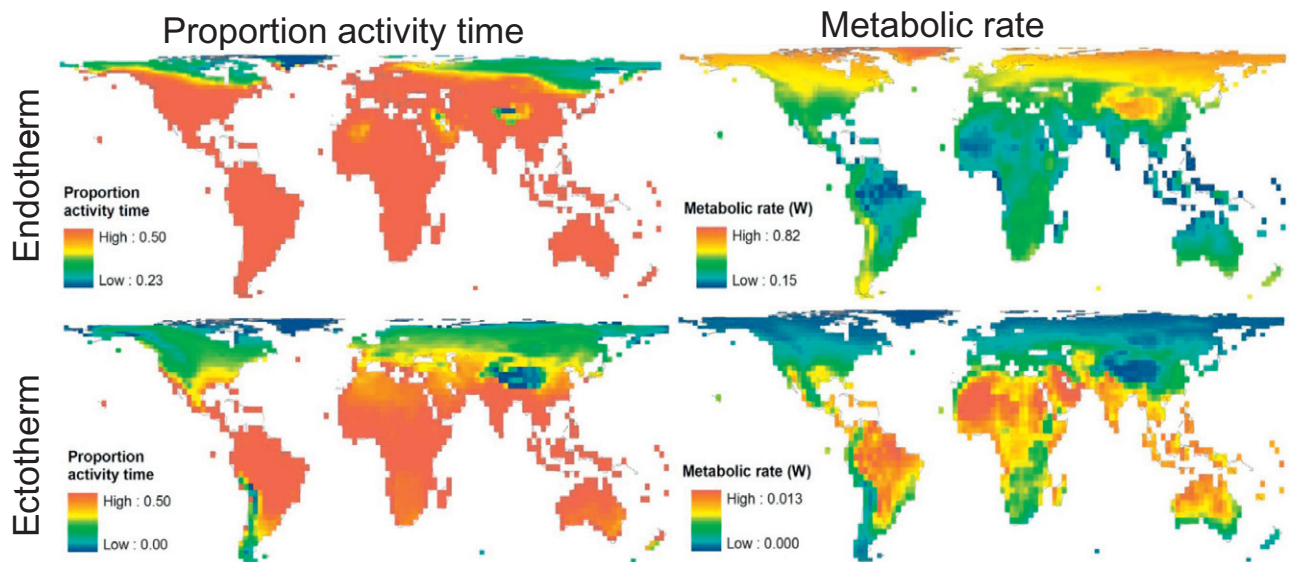 Proportion activity time
Metabolic rate
Endotherm
Proportion
activity time
High : 0.50
Low : 0.23
Metabolic rate (W)
High : 0.82
Low : 0.15
Ectotherm
Proportion
activity time
High : 0.50
Low : 0.00
Metabolic rate (W)
High : 0.013
Low : 0.000